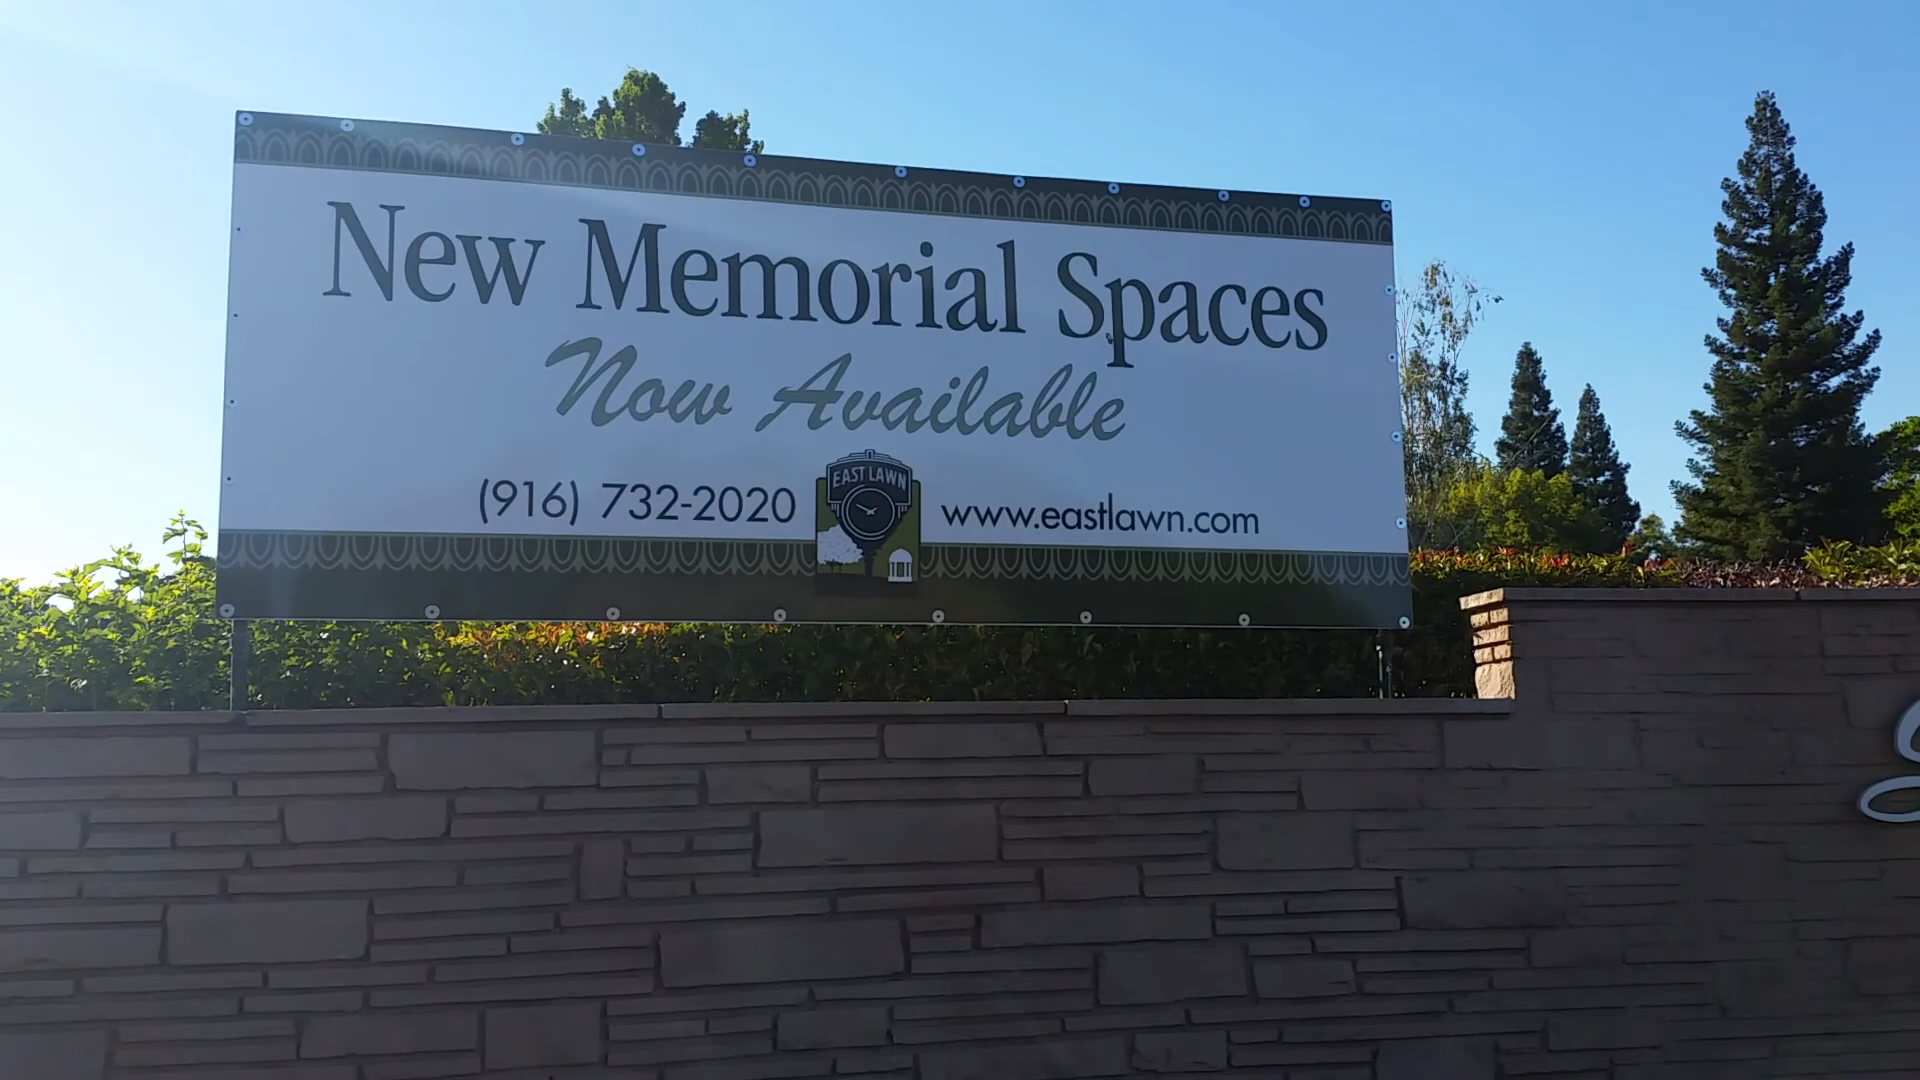 New Memorial Spaces
Now Available
(916) 732-2020
EAST LAWN
www.eastlawn.com